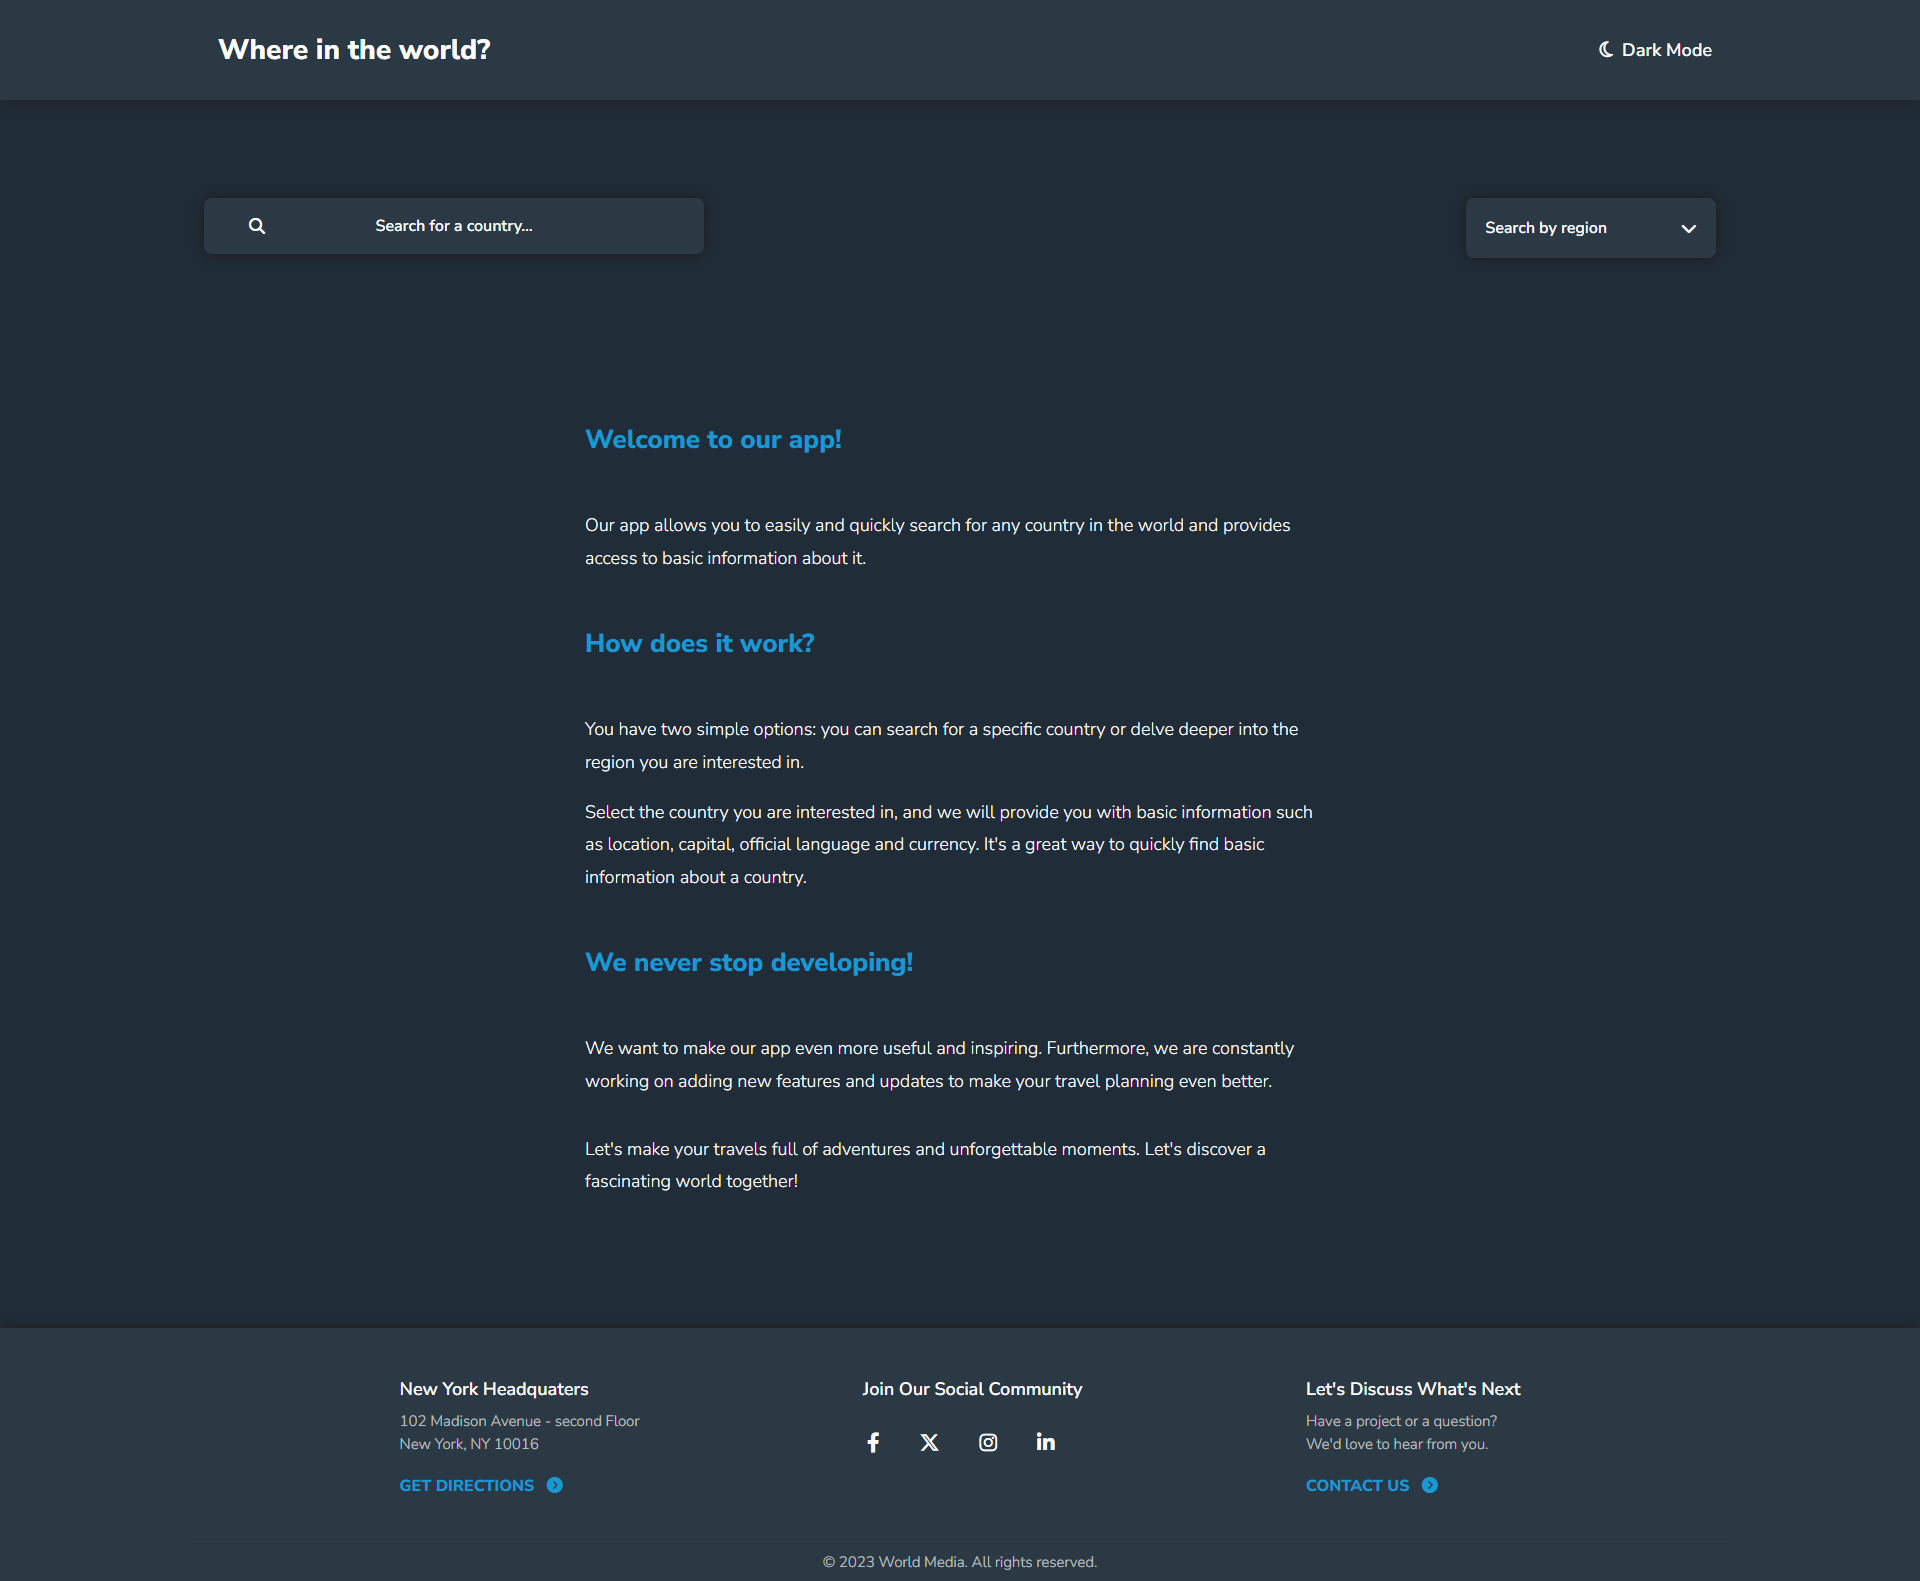 Where in the world?
Dark Mode
Search for a country...
Search by region
Welcome to our app!
Our app allows you to easily and quickly search for any country in the world and provides
access to basic information about it.
How does it work?
You have two simple options: you can search for a specific country or delve deeper into the
region you are interested in.
Select the country you are interested in, and we will provide you with basic information such
as location, capital, official language and currency. It's a great way to quickly find basic
information about a country.
We never stop developing!
We want to make our app even more useful and inspiring. Furthermore, we are constantly
working on adding new features and updates to make your travel planning even better.
Let's make your travels full of adventures and unforgettable moments. Let's discover a
fascinating world together!
New York Headquaters
102 Madison Avenue - second Floor
New York, NY 10016
GET DIRECTIONS
Join Our Social Community
Let's Discuss What's Next
Have a project or a question?
We'd love to hear from you.
CONTACT US
© 2023 World Media. All rights reserved.